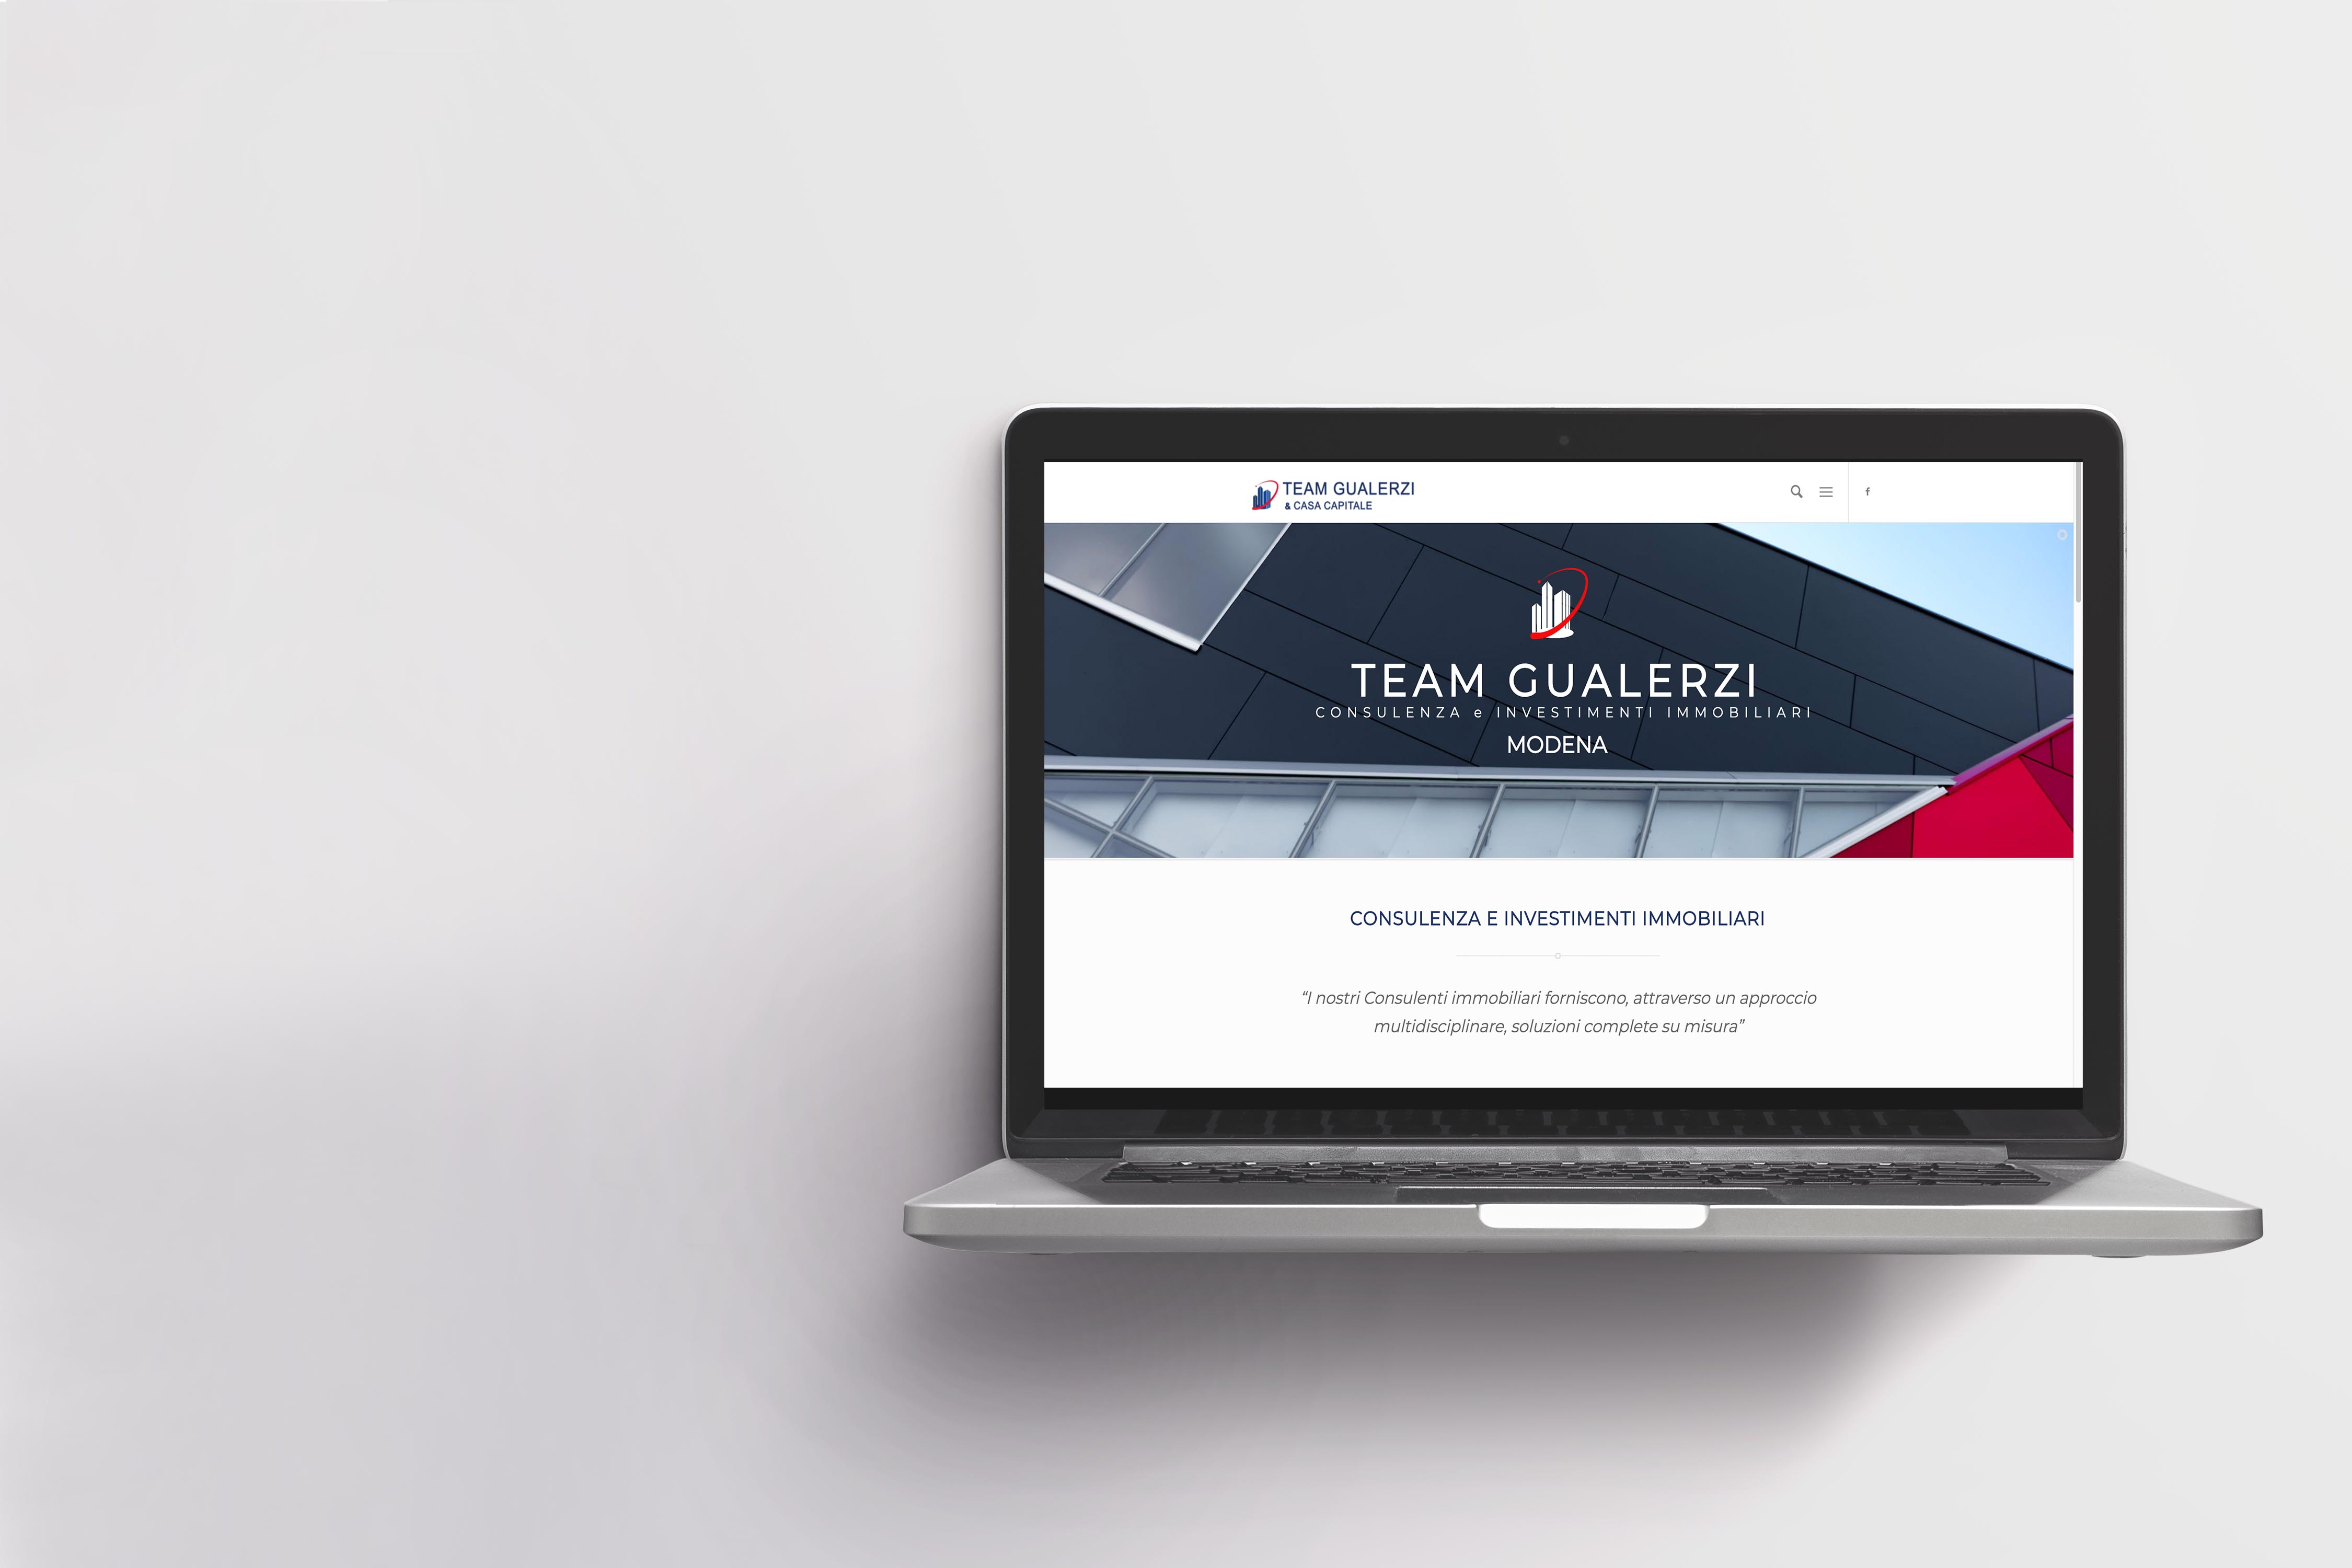 TEAM GUALERZI
& CASA CAPITALE
f
TEAM GUALERZI
CONSULENZA e INVESTIMENTI IMMOBILIARI
MODENA
CONSULENZA E INVESTIMENTI IMMOBILIARI
“I nostri Consulenti immobiliari forniscono, attraverso un approccio
multidisciplinare, soluzioni complete su misura”